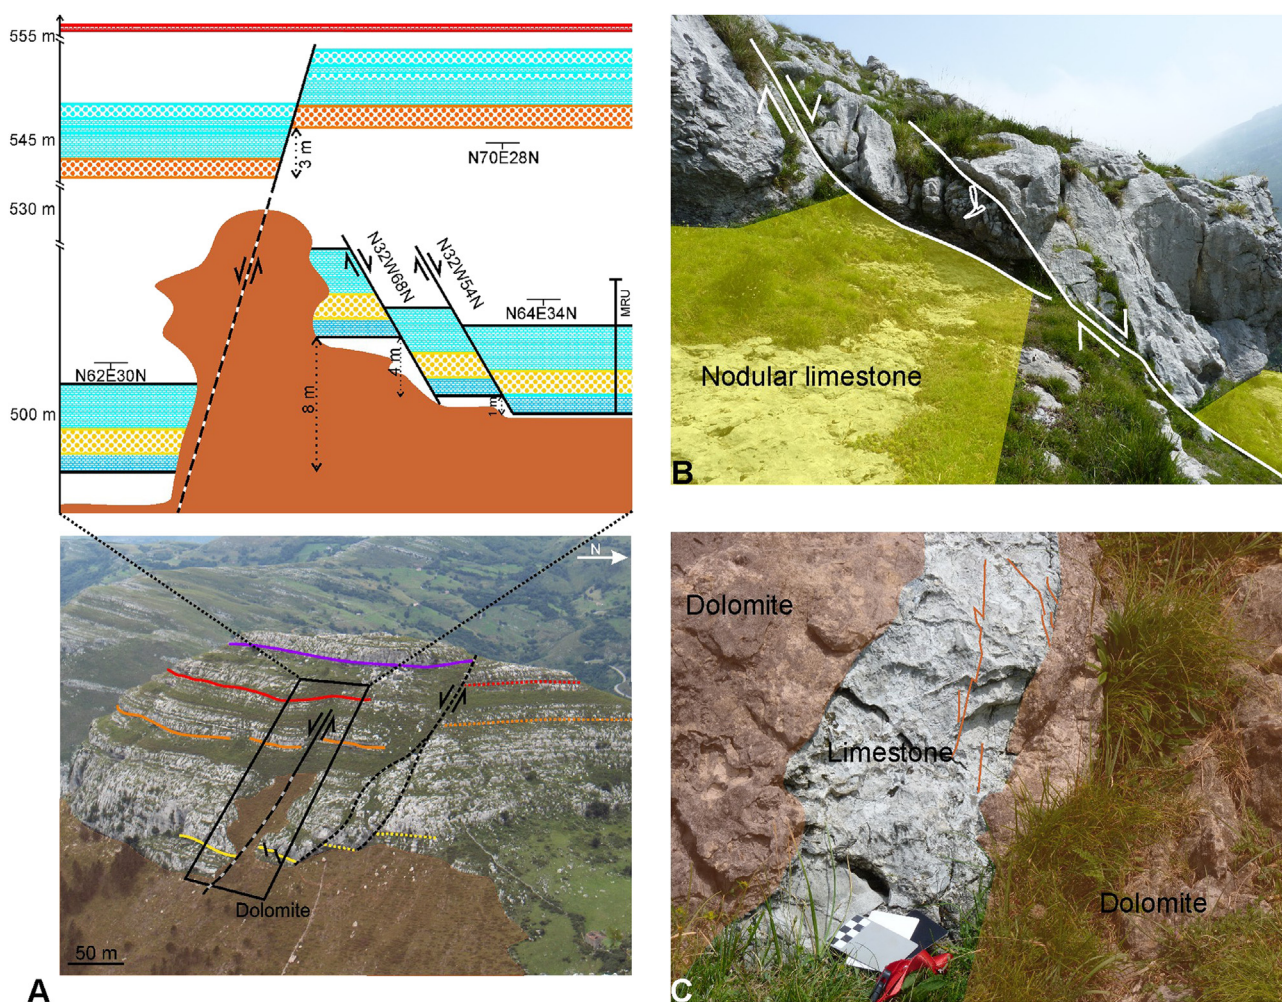 555 m
545 m
3 m
N70E28N
530 m
N32W68N
N32W54N
N64E34N
MRU
N62E30N
4 m
8 m
1 m
500 m
N
Dolomite
50 m
A
Nodular limestone
B
Dolomite
Limestone
Dolomite
C